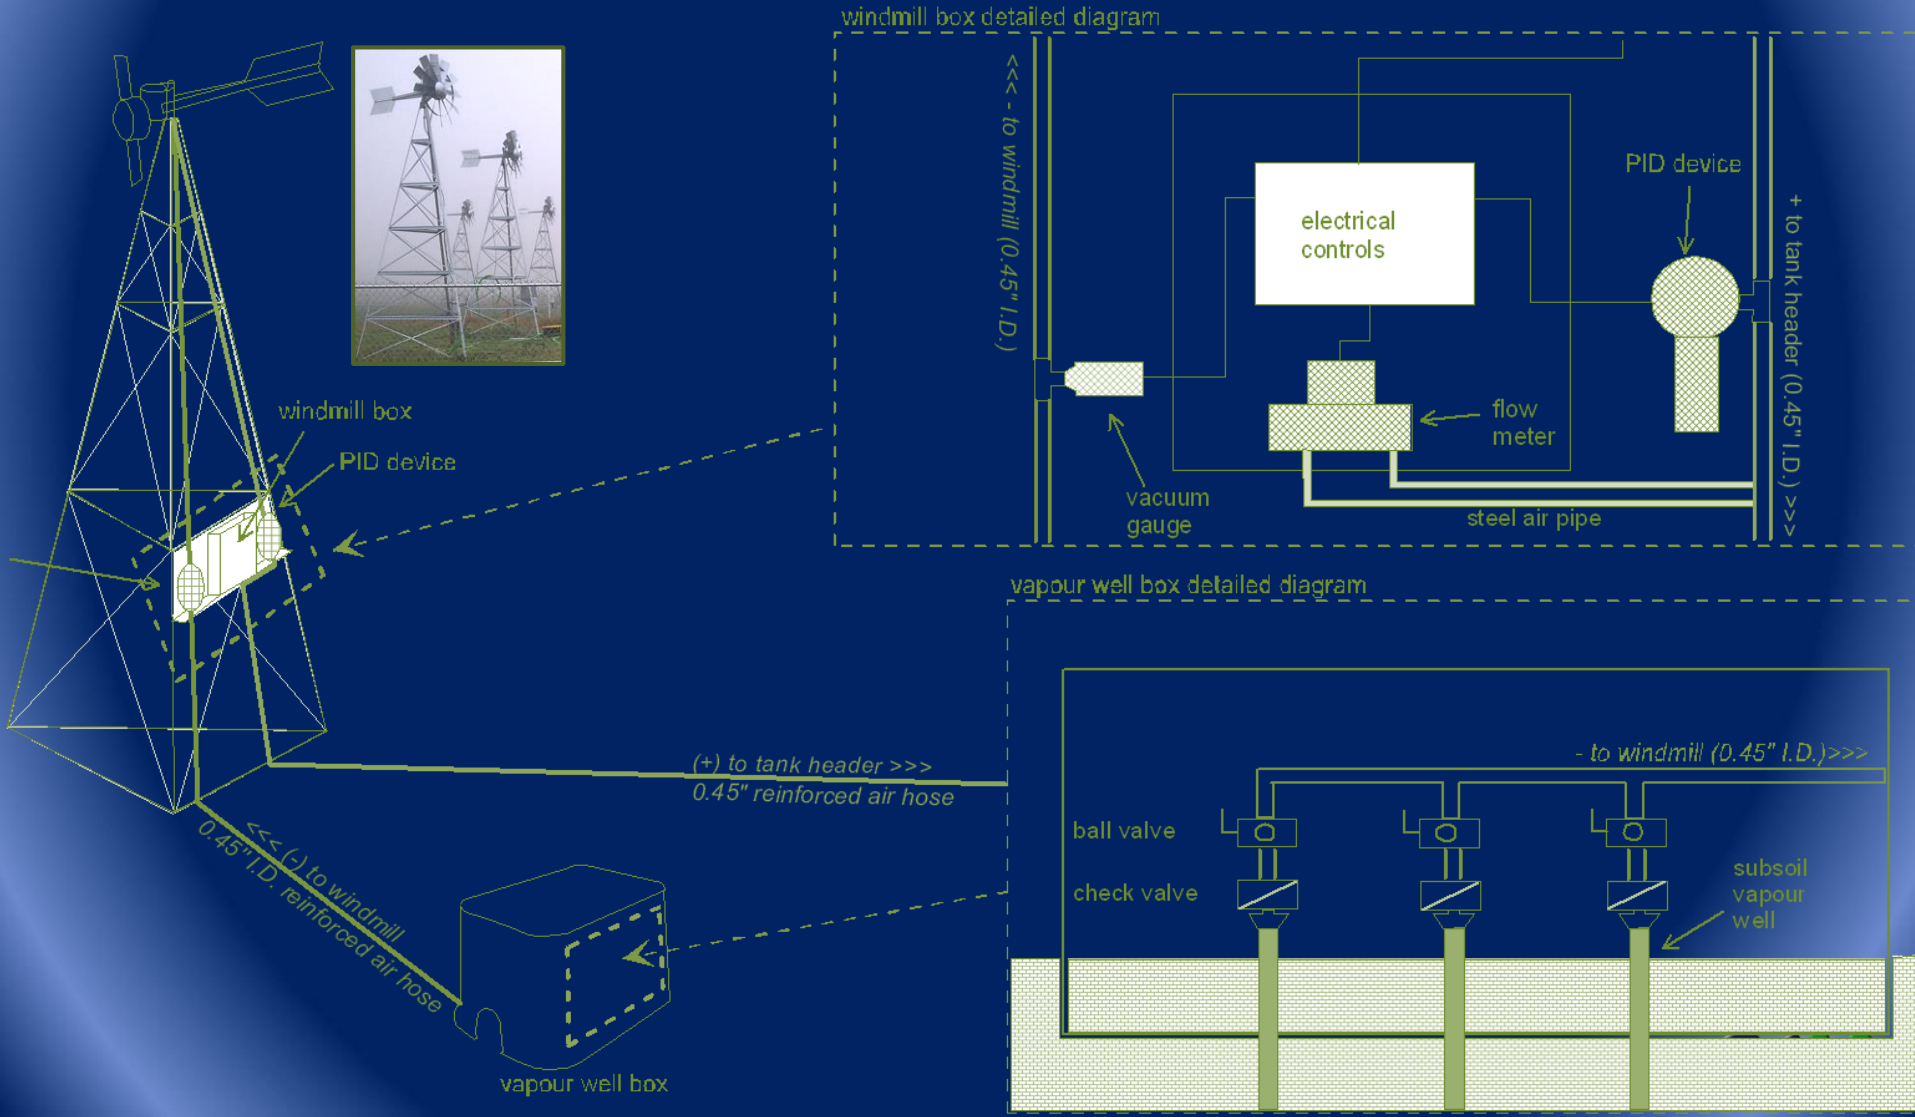 windmill box detailed diagram
<<< - to windmill (0.45" I.D.)
electrical
controls
PID device
+ to tank header (0.45" I.D.) >>>
flow
meter
vacuum
gauge
steel air pipe
windmill box
PID device
vapour well box detailed diagram
- to windmill (0.45" I.D.)>>>
(+) to tank header >>>
0.45" reinforced air hose
ball valve
check valve
subsoil
vapour
well
<<< (-) to windmill
0.45" I.D. reinforced air hose
vapour well box